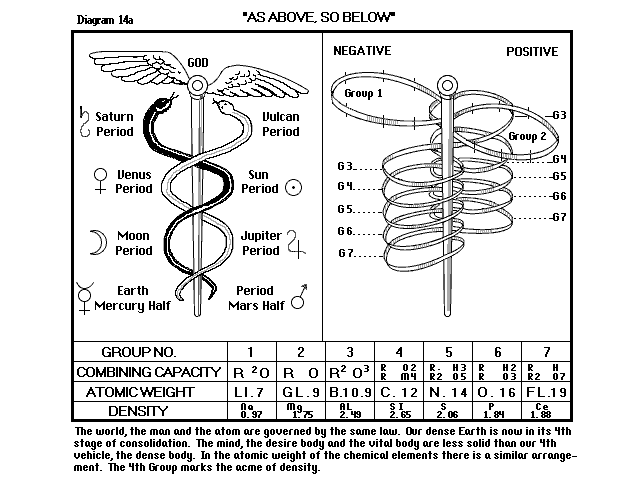 Diagram 14a
"AS ABOVE, SO BELOW"
GOD
Saturn Period
Vulcan Period
Venus Period
Sun Period
Moon Period
Jupiter Period
Earth Mercury Half
Period Mars Half
NEGATIVE
POSITIVE
Group 1
Group 2
G3
G4
G5
G6
G7
G3
G4
G5
G6
G7
GROUP NO. 1 2 3 4 5 6 7
COMBINING CAPACITY R ²O R O R² O³ R O2 R M4 R. H3 R2 O5 R H2 R O3 R H R2 O7
ATOMIC WEIGHT LI.7 GL.9 B.10.9 C. 12 N. 14 O. 16 FL.19
DENSITY Na 0.97 Mg 1.75 AL 2.49 SI 2.65 S 2.06 P 1.84 Ce 1.88
The world, the man and the atom are governed by the same law. Our dense Earth is now in its 4th
stage of consolidation. The mind, the desire body and the vital body are less solid than our 4th
vehicle, the dense body. In the atomic weight of the chemical elements there is a similar arrange-
ment. The 4th Group marks the acme of density.